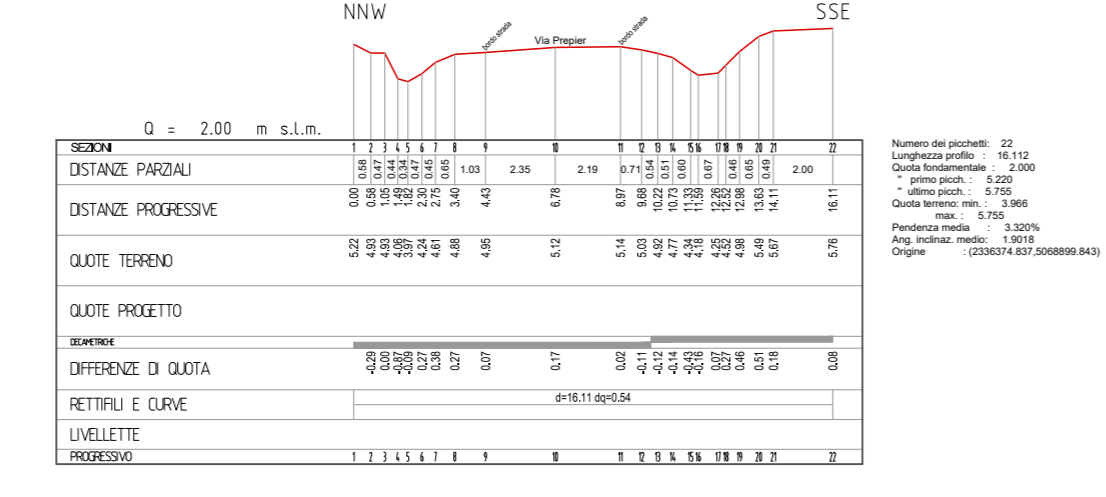 NNW SSE
bordo strada Via Prepier bordo strada
Q = 2.00 m s.l.m.
SEZIONI 1 2 3 4 5 6 7 8 9 10 11 12 13 14 15 16 17 18 19 20 21 22
DISTANZE PARZIALI 0.58 0.47 0.44 0.34 0.47 0.45 0.65 1.03 2.35 2.19 0.71 0.54 0.51 0.60 0.67 0.46 0.65 0.49 2.00
DISTANZE PROGRESSIVE 0.00 0.58 1.05 1.49 1.82 2.30 2.75 3.40 4.43 6.78 8.97 9.68 10.22 10.73 11.33 11.59 12.26 12.52 12.98 13.63 14.11 16.11
QUOTE TERRENO 5.22 4.93 4.93 4.06 3.97 4.24 4.61 4.88 4.95 5.12 5.14 5.03 4.92 4.77 4.34 4.18 4.25 4.52 4.98 5.49 5.67 5.76
QUOTE PROGETTO
DECAMETRICHE
DIFFERENZE DI QUOTA -0.29 0.00 -0.87 -0.09 0.27 0.38 0.27 0.07 0.17 0.02 -0.11 -0.12 -0.14 -0.43 -0.16 0.07 0.27 0.46 0.51 0.18 0.08
RETTIFILI E CURVE d=16.11 dq=0.54
LIVELLETTE
PROGRESSIVO 1 2 3 4 5 6 7 8 9 10 11 12 13 14 15 16 17 18 19 20 21 22
Numero dei picchetti: 22
Lunghezza profilo : 16.112
Quota fondamentale : 2.000
" primo picch. : 5.220
" ultimo picch. : 5.755
Quota terreno: min. : 3.966
max. : 5.755
Pendenza media : 3.320%
Ang. inclinaz. medio: 1.9018
Origine : (2336374.837,5068899.843)